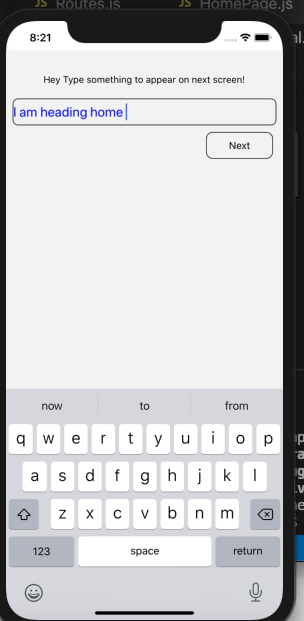 JS Routes.js JS HomePage.js
8:21
Hey Type something to appear on next screen!
I am heading home
Next
now to from
q w e r t y u i o p
a s d f g h j k l
z x c v b n m
123 space return